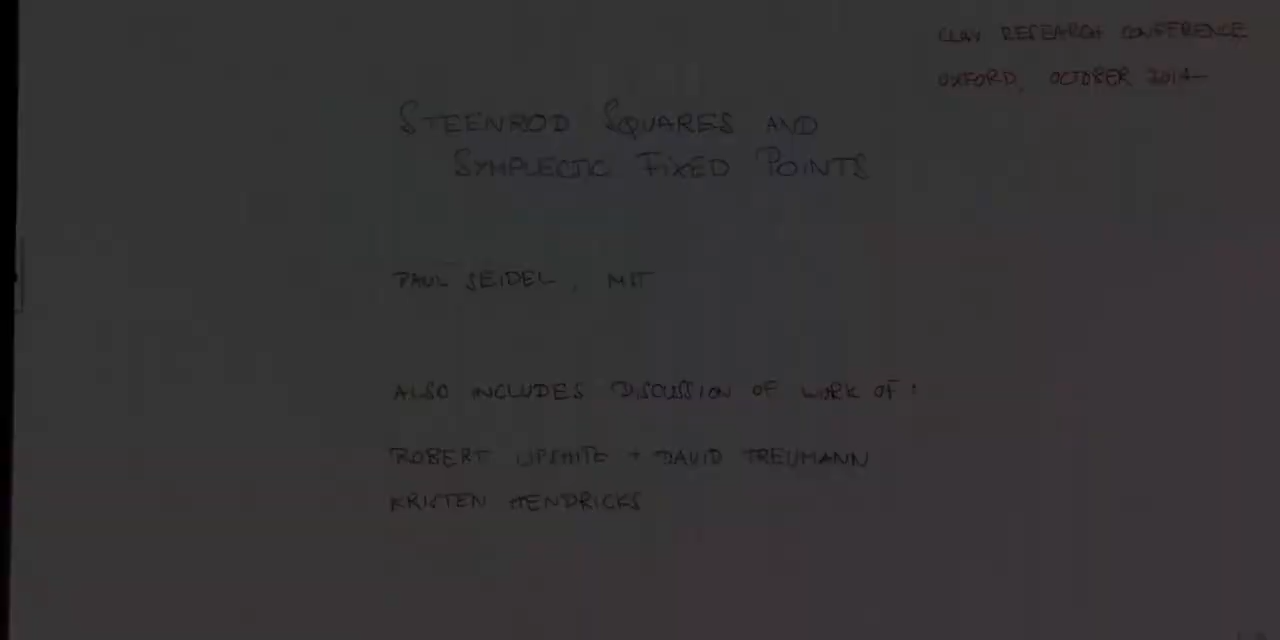 CLAY RESEARCH CONFERENCE
OXFORD, OCTOBER 2014
STEENROD SQUARES AND
SYMPLECTIC FIXED POINTS
PAUL SEIDEL, MIT
ALSO INCLUDES DISCUSSION OF WORK OF:
ROBERT LIPSHITZ + DAVID TREUMANN
KRISTEN HENDRICKS